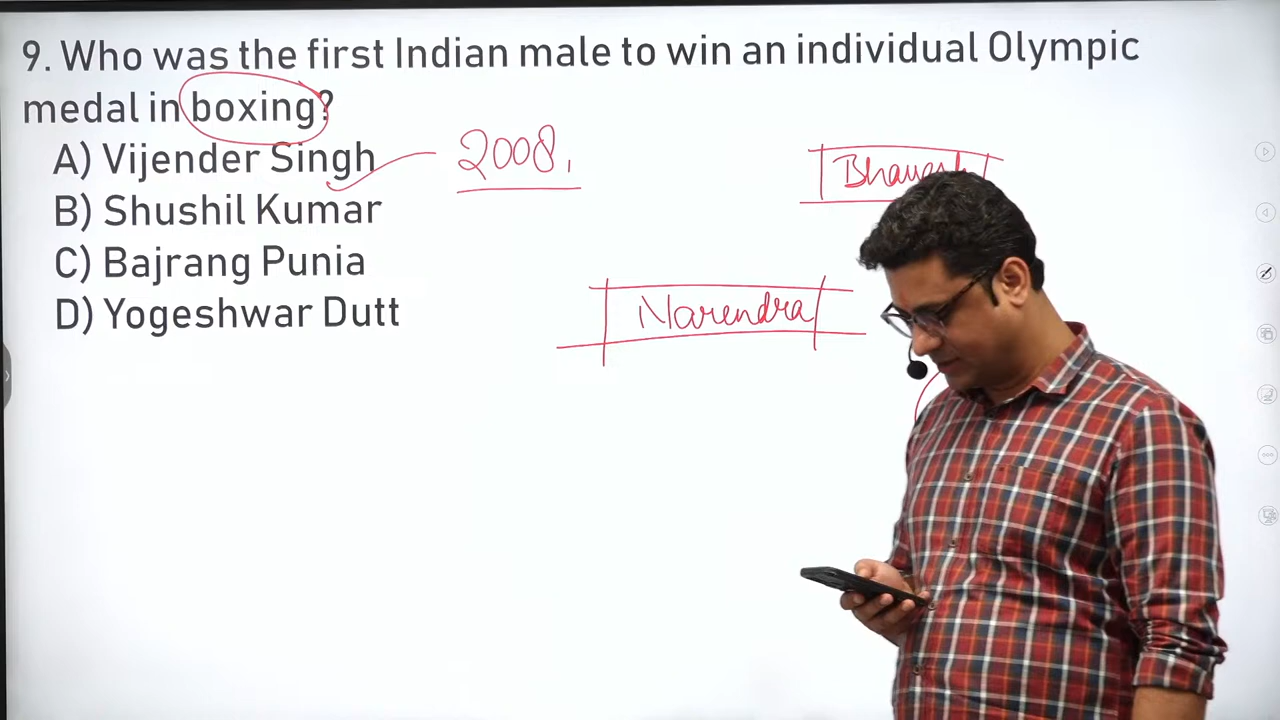 9. Who was the first Indian male to win an individual Olympic
medal in boxing?
A) Vijender Singh
2008.
B) Shushil Kumar
C) Bajrang Punia
Narendra
D) Yogeshwar Dutt